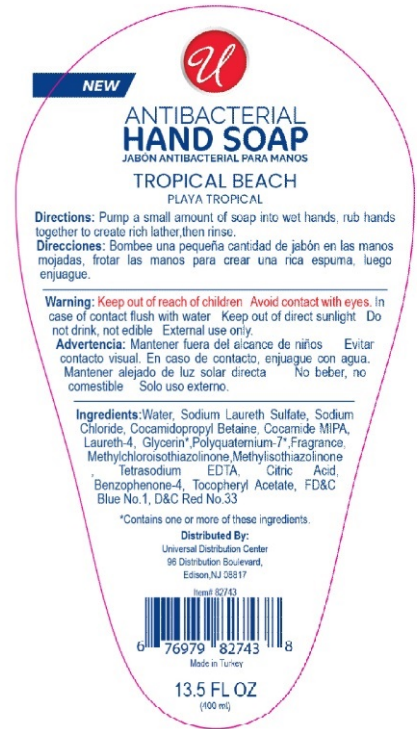 U
NEW
ANTIBACTERIAL
HAND SOAP
JABÓN ANTIBACTERIAL PARA MANOS
TROPICAL BEACH
PLAYA TROPICAL
Directions: Pump a small amount of soap into wet hands, rub hands
together to create rich lather,then rinse.
Direcciones: Bombee una pequeña cantidad de jabón en las manos
mojadas, frotar las manos para crear una rica espuma, luego
enjuague.
Warning: Keep out of reach of children Avoid contact with eyes. In
case of contact flush with water Keep out of direct sunlight Do
not drink, not edible External use only.
Advertencia: Mantener fuera del alcance de niños Evitar
contacto visual. En caso de contacto, enjuague con agua.
Mantener alejado de luz solar directa No beber, no
comestible Solo uso externo.
Ingredients:Water, Sodium Laureth Sulfate, Sodium
Chloride, Cocamidopropyl Betaine, Cocamide MIPA,
Laureth-4, Glycerin*,Polyquaternium-7*,Fragrance,
Methylchloroisothiazolinone,Methylisothiazolinone
, Tetrasodium EDTA, Citric Acid,
Benzophenone-4, Tocopheryl Acetate, FD&C
Blue No.1, D&C Red No.33
*Contains one or more of these ingredients.
Distributed By:
Universal Distribution Center
96 Distribution Boulevard,
Edison,NJ 08817
Item# 82743
6 76979 82743 8
Made in Turkey
13.5 FL OZ
(400 ml)